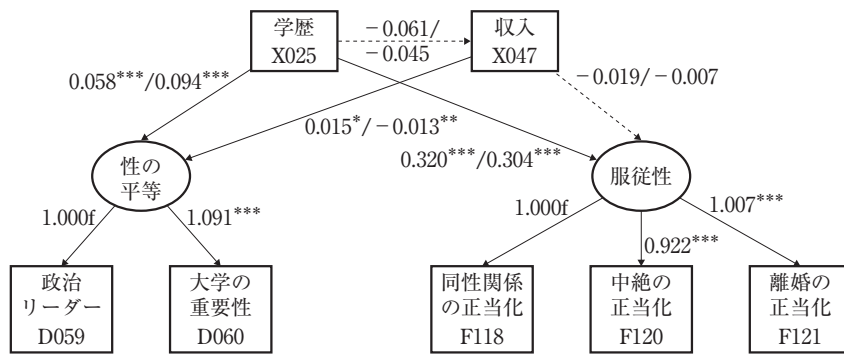 学歴
X025
−0.061/
−0.045
収入
X047
0.058***/0.094***
−0.019/−0.007
0.015*/−0.013**
0.320***/0.304***
性の
平等
服従性
1.000f
1.091***
1.000f
0.922***
1.007***
政治
リーダー
D059
大学の
重要性
D060
同性関係
の正当化
F118
中絶の
正当化
F120
離婚の
正当化
F121